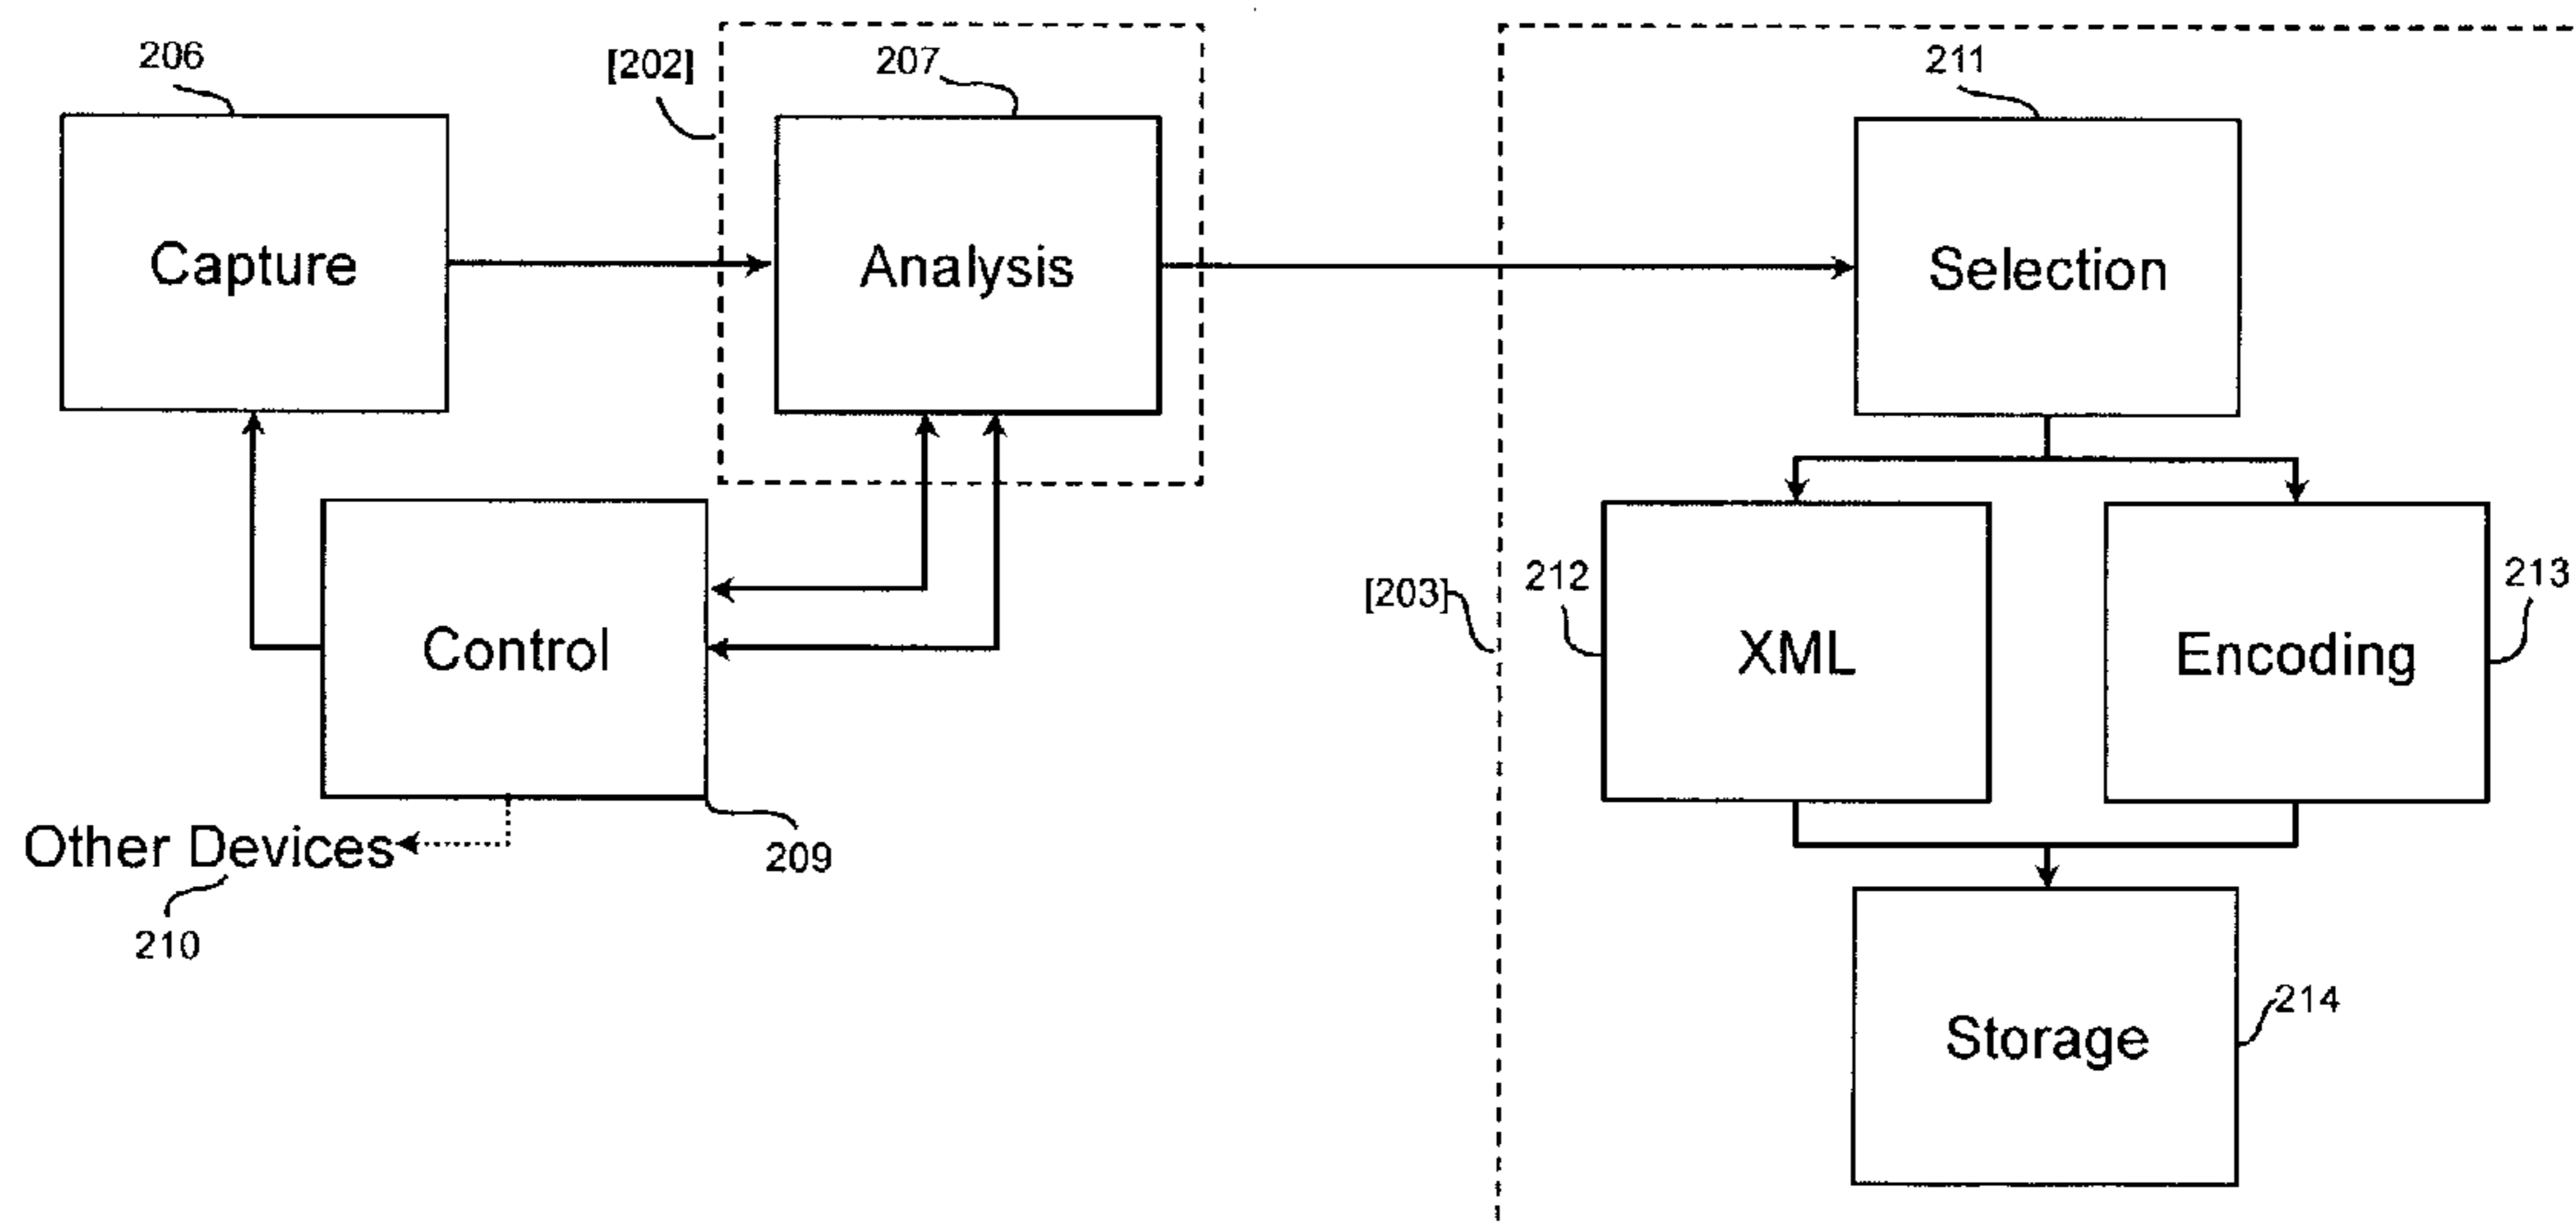 206
[202]
207
211
Capture
Analysis
Selection
[203]
212
213
Control
XML
Encoding
Other Devices
209
210
214
Storage